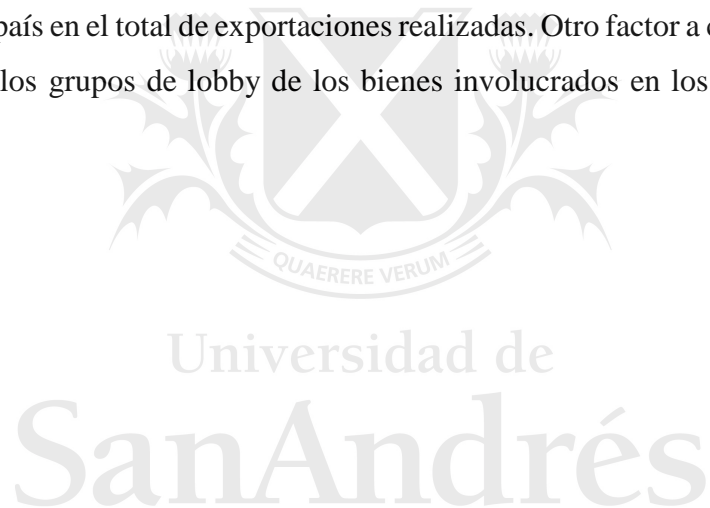 país en el total de exportaciones realizadas. Otro factor a
los grupos de lobby de los bienes involucrados en los
QUAERERE VERUM
Universidad de
SanAndrés